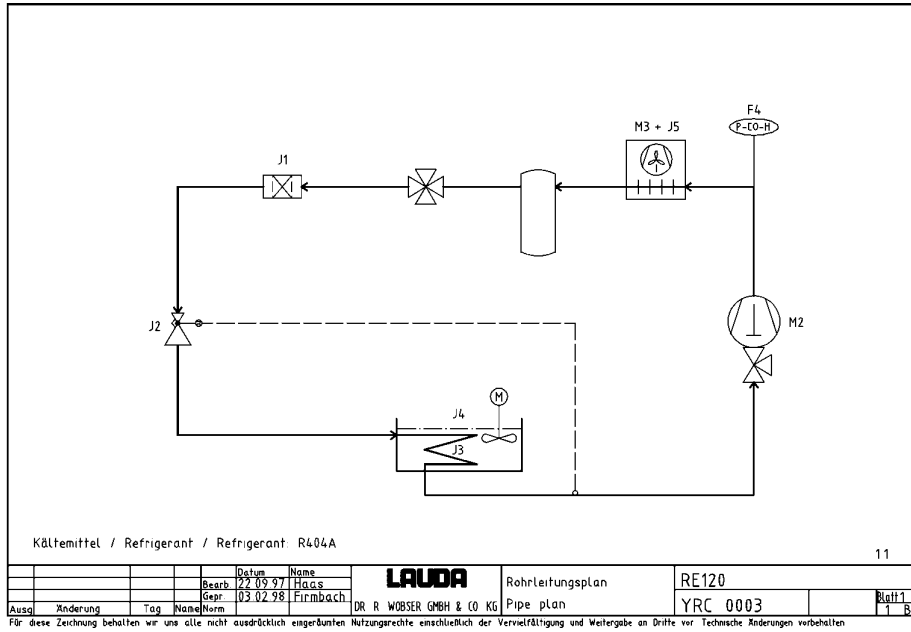 F4
P-CO-H
M3 + J5
J1
J2
M2
M
J4
J3
Kältemittel / Refrigerant / Refrigerant: R404A
11
Datum Name
Bearb. 22.09.97 Haas
Gepr. 03.02.98 Firmbach
Ausg Änderung Tag Name Norm
LAUDA
DR. R. WOBSER GMBH & CO KG
Rohrleitungsplan
Pipe plan
RE120
YRC 0003
Blatt 1
1 B
Für diese Zeichnung behalten wir uns alle nicht ausdrücklich eingeräumten Nutzungsrechte einschließlich der Vervielfältigung und Weitergabe an Dritte vor Technische Änderungen vorbehalten